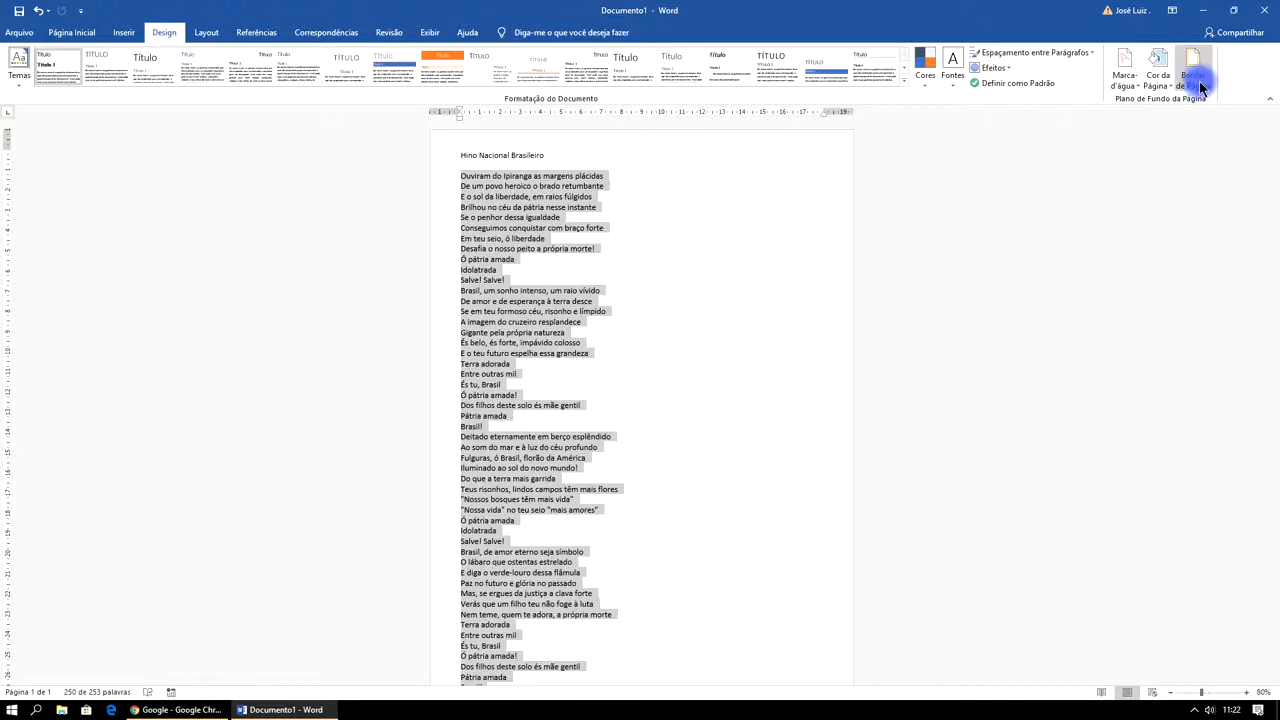 Documento1 - Word
José Luiz .
Arquivo Página Inicial Inserir Design Layout Referências Correspondências Revisão Exibir Ajuda Diga-me o que você deseja fazer Compartilhar
Cores
Fontes
Espaçamento entre Parágrafos
Efeitos
Definir como Padrão
Marca d'água
Cor da Página
Formatação do Documento
Plano de Fundo da Página
Hino Nacional Brasileiro
Ouviram do Ipiranga as margens plácidas
De um povo heroico o brado retumbante
E o sol da liberdade, em raios fúlgidos
Brilhou no céu da pátria nesse instante
Se o penhor dessa igualdade
Conseguimos conquistar com braço forte
Em teu seio, ó liberdade
Desafia o nosso peito a própria morte!
Ó pátria amada
Idolatrada
Salve! Salve!
Brasil, um sonho intenso, um raio vívido
De amor e de esperança à terra desce
Se em teu formoso céu, risonho e límpido
A imagem do cruzeiro resplandece
Gigante pela própria natureza
És belo, és forte, impávido colosso
E o teu futuro espelha essa grandeza
Terra adorada
Entre outras mil
És tu, Brasil
Ó pátria amada!
Dos filhos deste solo és mãe gentil
Pátria amada
Brasil!
Deitado eternamente em berço esplêndido
Ao som do mar e à luz do céu profundo
Fulguras, ó Brasil, florão da América
Iluminado ao sol do novo mundo!
Do que a terra mais garrida
Teus risonhos, lindos campos têm mais flores
"Nossos bosques têm mais vida"
"Nossa vida" no teu seio "mais amores"
Ó pátria amada
Idolatrada
Salve! Salve!
Brasil, de amor eterno seja símbolo
O lábaro que ostentas estrelado
E diga o verde-louro dessa flâmula
Paz no futuro e glória no passado
Mas, se ergues da justiça a clava forte
Verás que um filho teu não foge à luta
Nem teme, quem te adora, a própria morte
Terra adorada
Entre outras mil
És tu, Brasil
Ó pátria amada!
Dos filhos deste solo és mãe gentil
Pátria amada
Página 1 de 1 250 de 253 palavras 80%
Google - Google Chr... Documento1 - Word 11:22